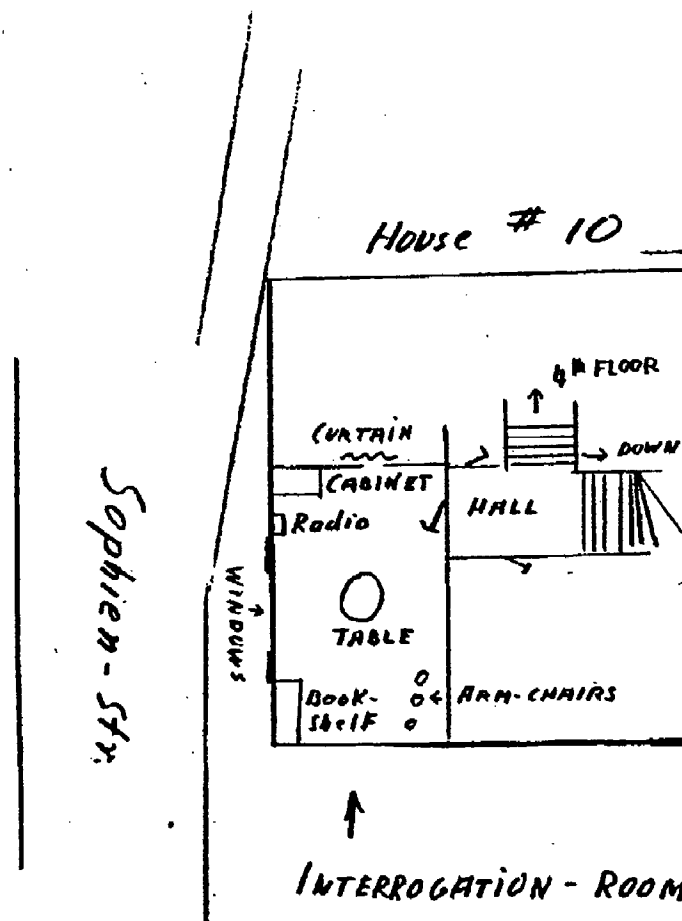 House # 10
4th FLOOR
CURTAIN
DOWN
CABINET
HALL
Radio
Sophien - Str.
WINDOWS
TABLE
BOOK-
ShelF
ARM-CHAIRS
INTERROGATION - ROOM